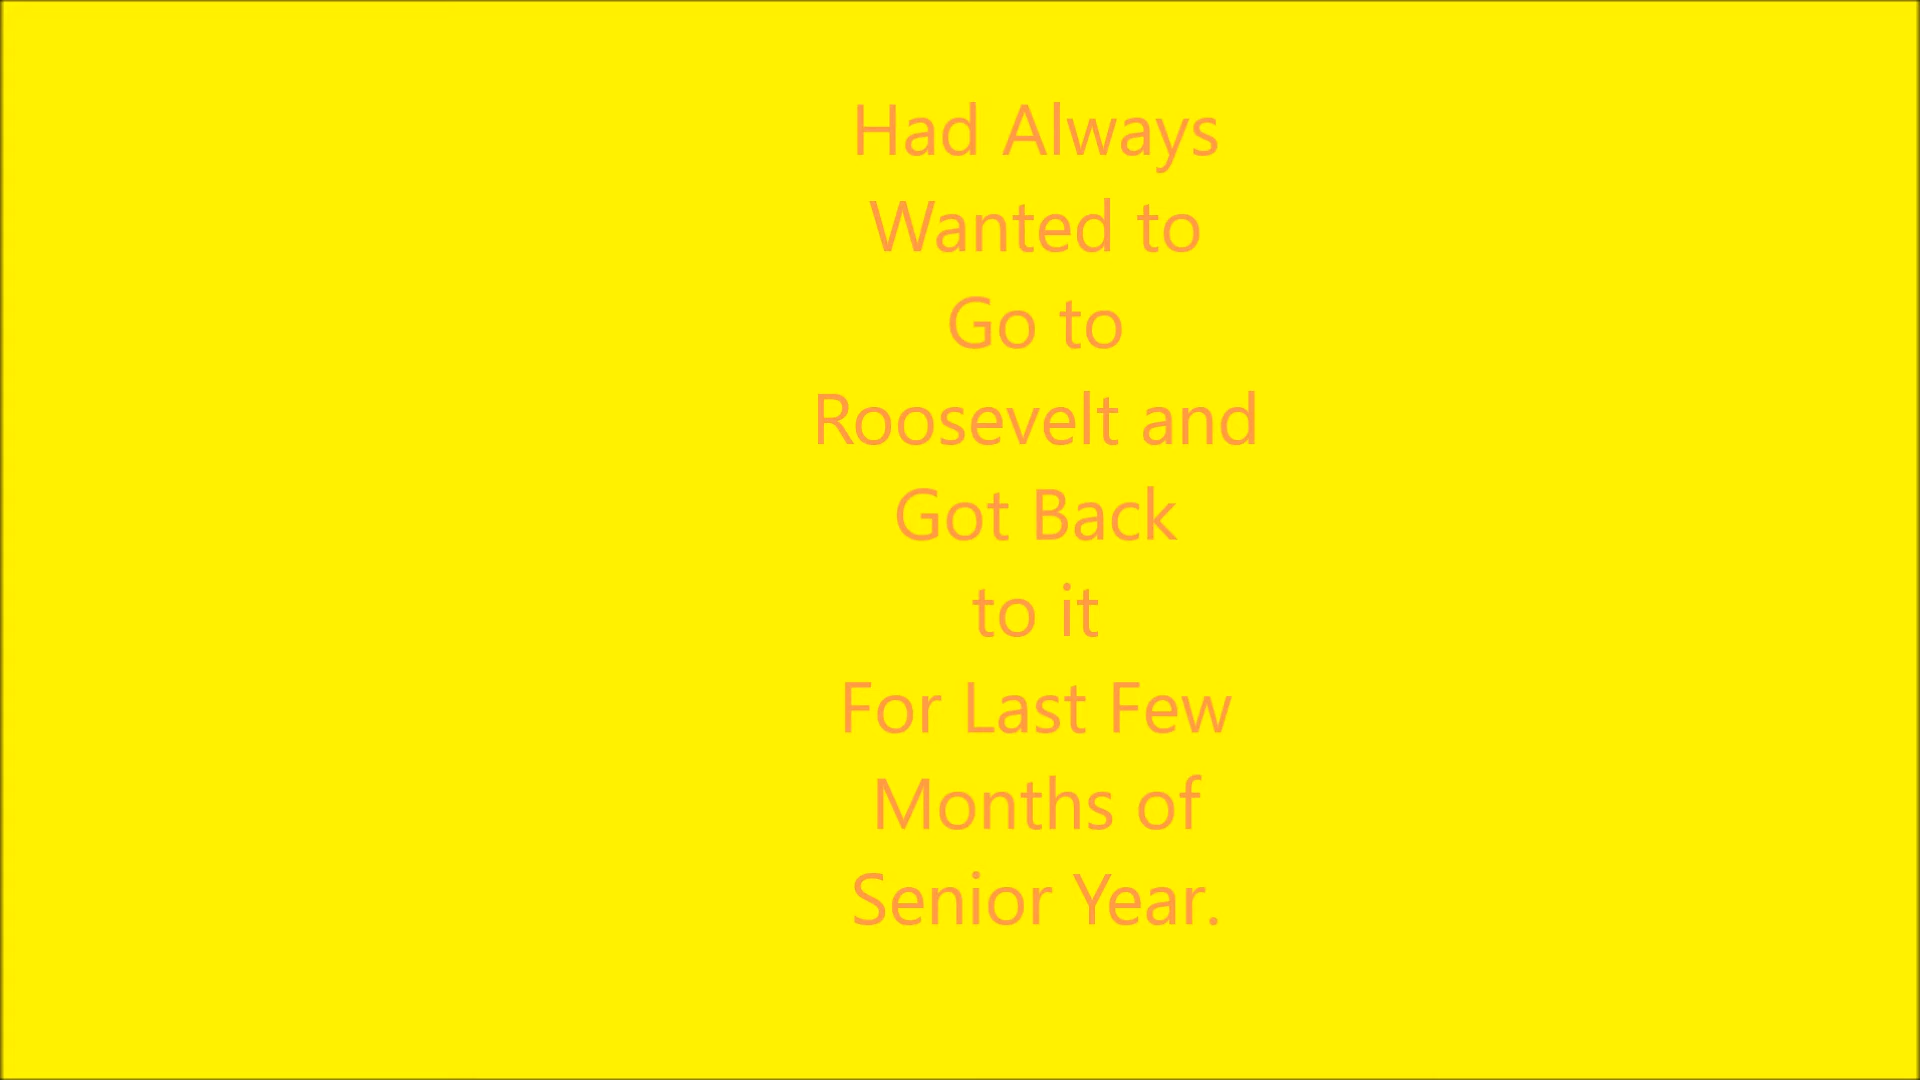 Had Always
Wanted to
Go to
Roosevelt and
Got Back
to it
For Last Few
Months of
Senior Year.